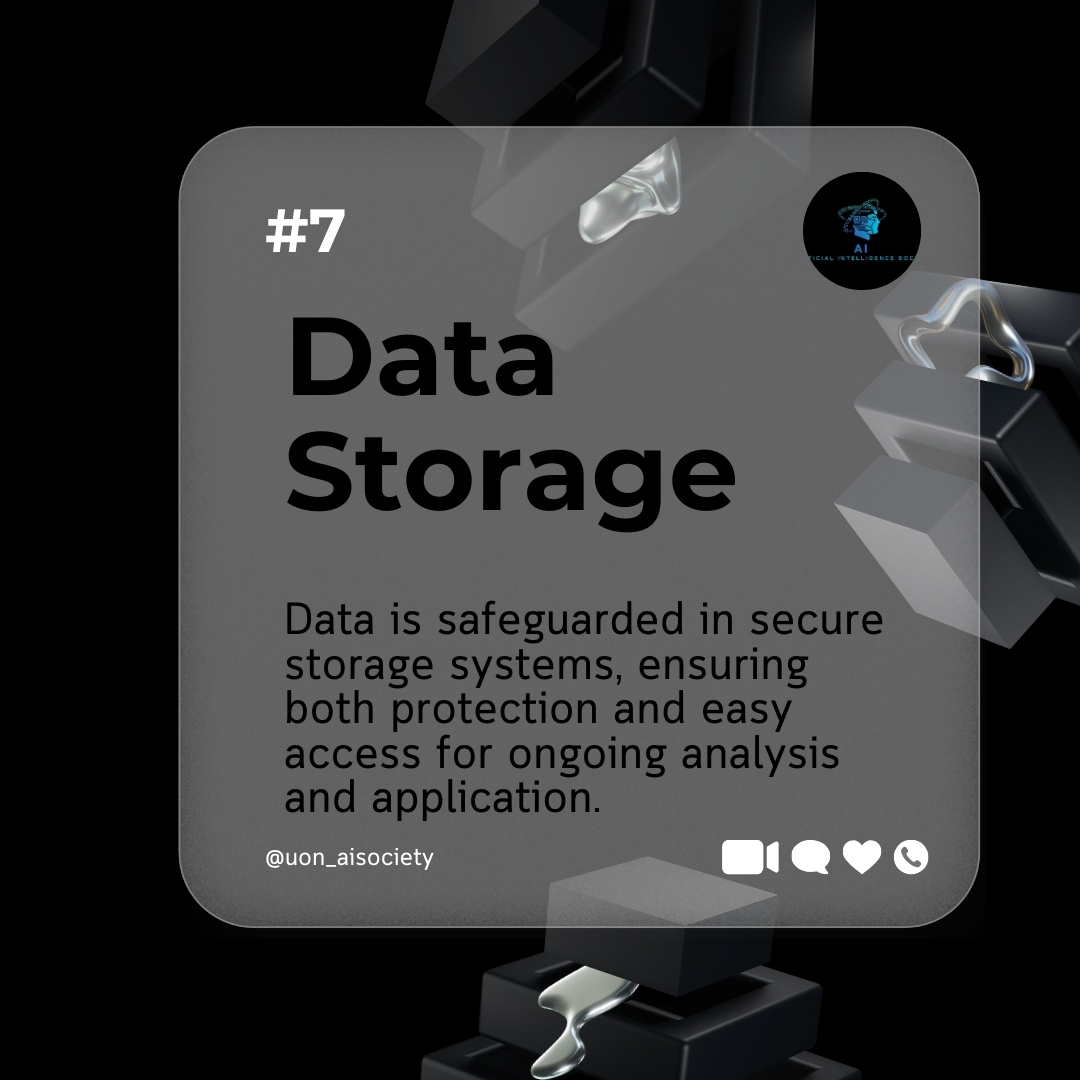 #7
AI
Data
Storage
Data is safeguarded in secure
storage systems, ensuring
both protection and easy
access for ongoing analysis
and application.
@uon_aisociety